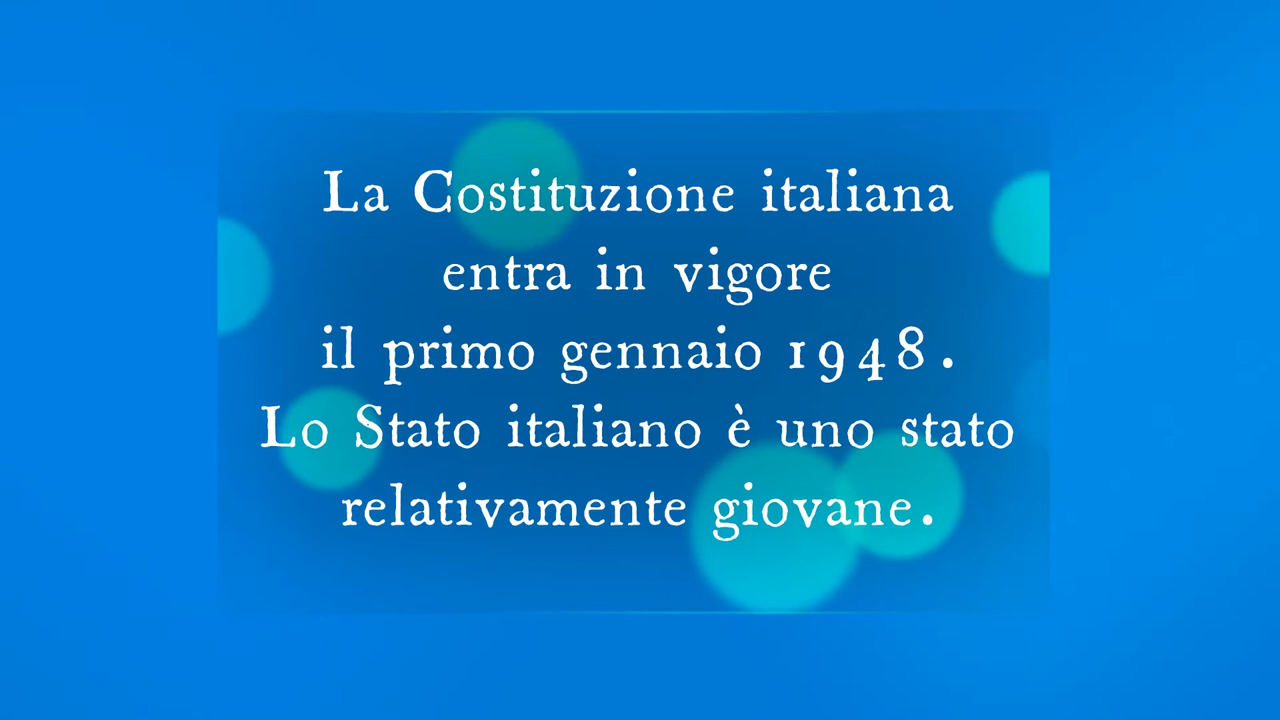 La Costituzione italiana
entra in vigore
il primo gennaio 1948.
Lo Stato italiano è uno stato
relativamente giovane.